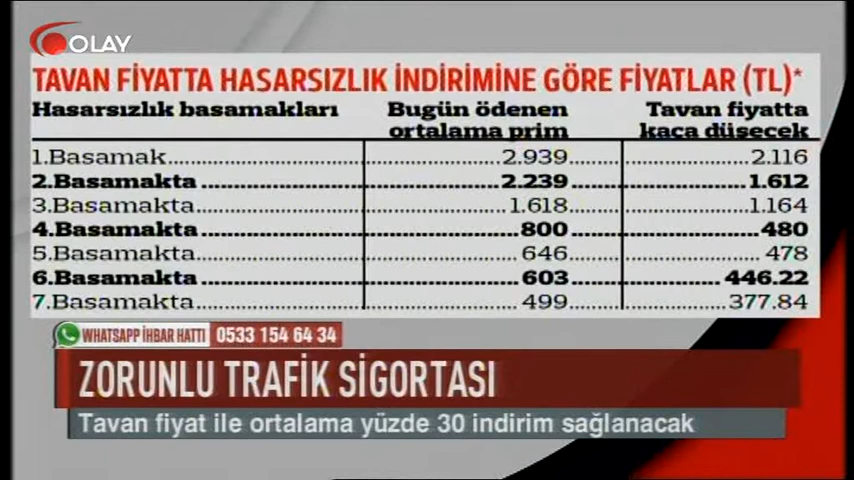 OLAY
TAVAN FİYATTA HASARSIZLIK İNDİRİMİNE GÖRE FİYATLAR (TL)*
Hasarsızlık basamakları Bugün ödenen ortalama prim Tavan fiyatta kaca düşecek
1.Basamak 2.939 2.116
2.Basamakta 2.239 1.612
3.Basamakta 1.618 1.164
4.Basamakta 800 480
5.Basamakta 646 478
6.Basamakta 603 446.22
7.Basamakta 499 377.84
WHATSAPP İHBAR HATTI 0533 154 64 34
ZORUNLU TRAFİK SİGORTASI
Tavan fiyat ile ortalama yüzde 30 indirim sağlanacak